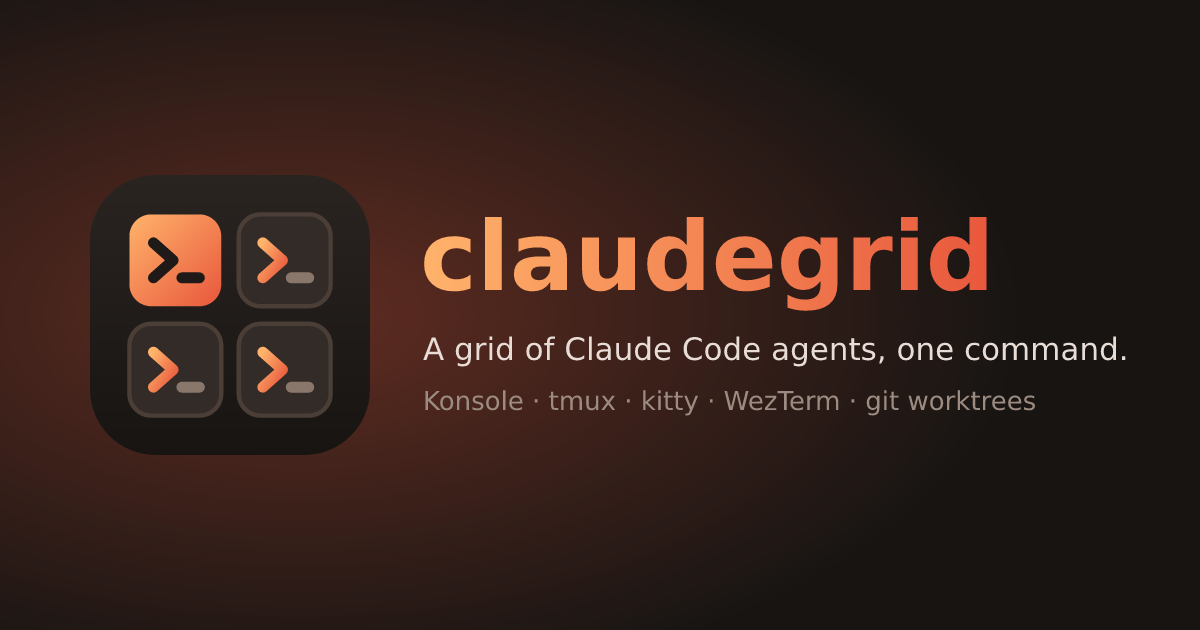 claudegrid
A grid of Claude Code agents, one command.
Konsole · tmux · kitty · WezTerm · git worktrees